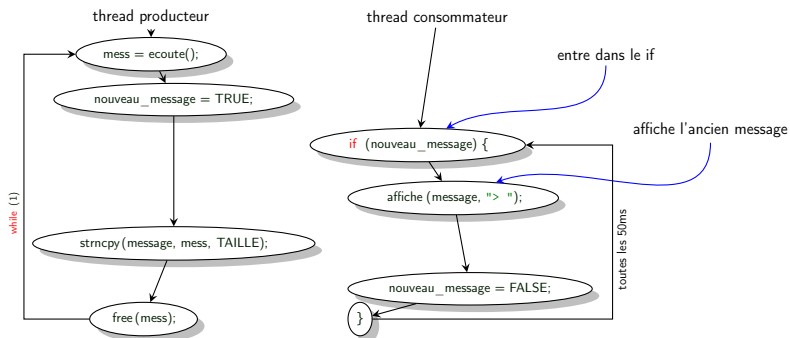 thread producteur
mess = ecoute();
nouveau_message = TRUE;
strncpy(message, mess, TAILLE);
free(mess);
while (1)
thread consommateur
entre dans le if
if (nouveau_message) {
affiche l'ancien message
affiche(message, "> ");
nouveau_message = FALSE;
}
toutes les 50ms